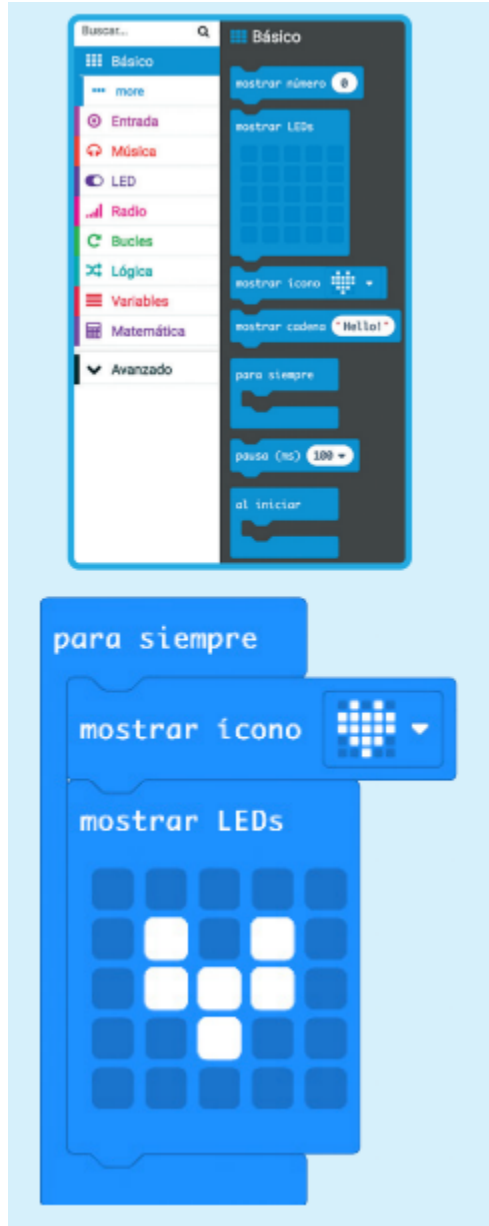 Buscar...
Básico
more
Entrada
Música
LED
Radio
Bucles
Lógica
Variables
Matemática
Avanzado
Básico
mostrar número 0
mostrar LEDs
mostrar ícono
mostrar cadena "Hello!"
para siempre
pausa (ms) 100
al iniciar
para siempre
mostrar ícono
mostrar LEDs